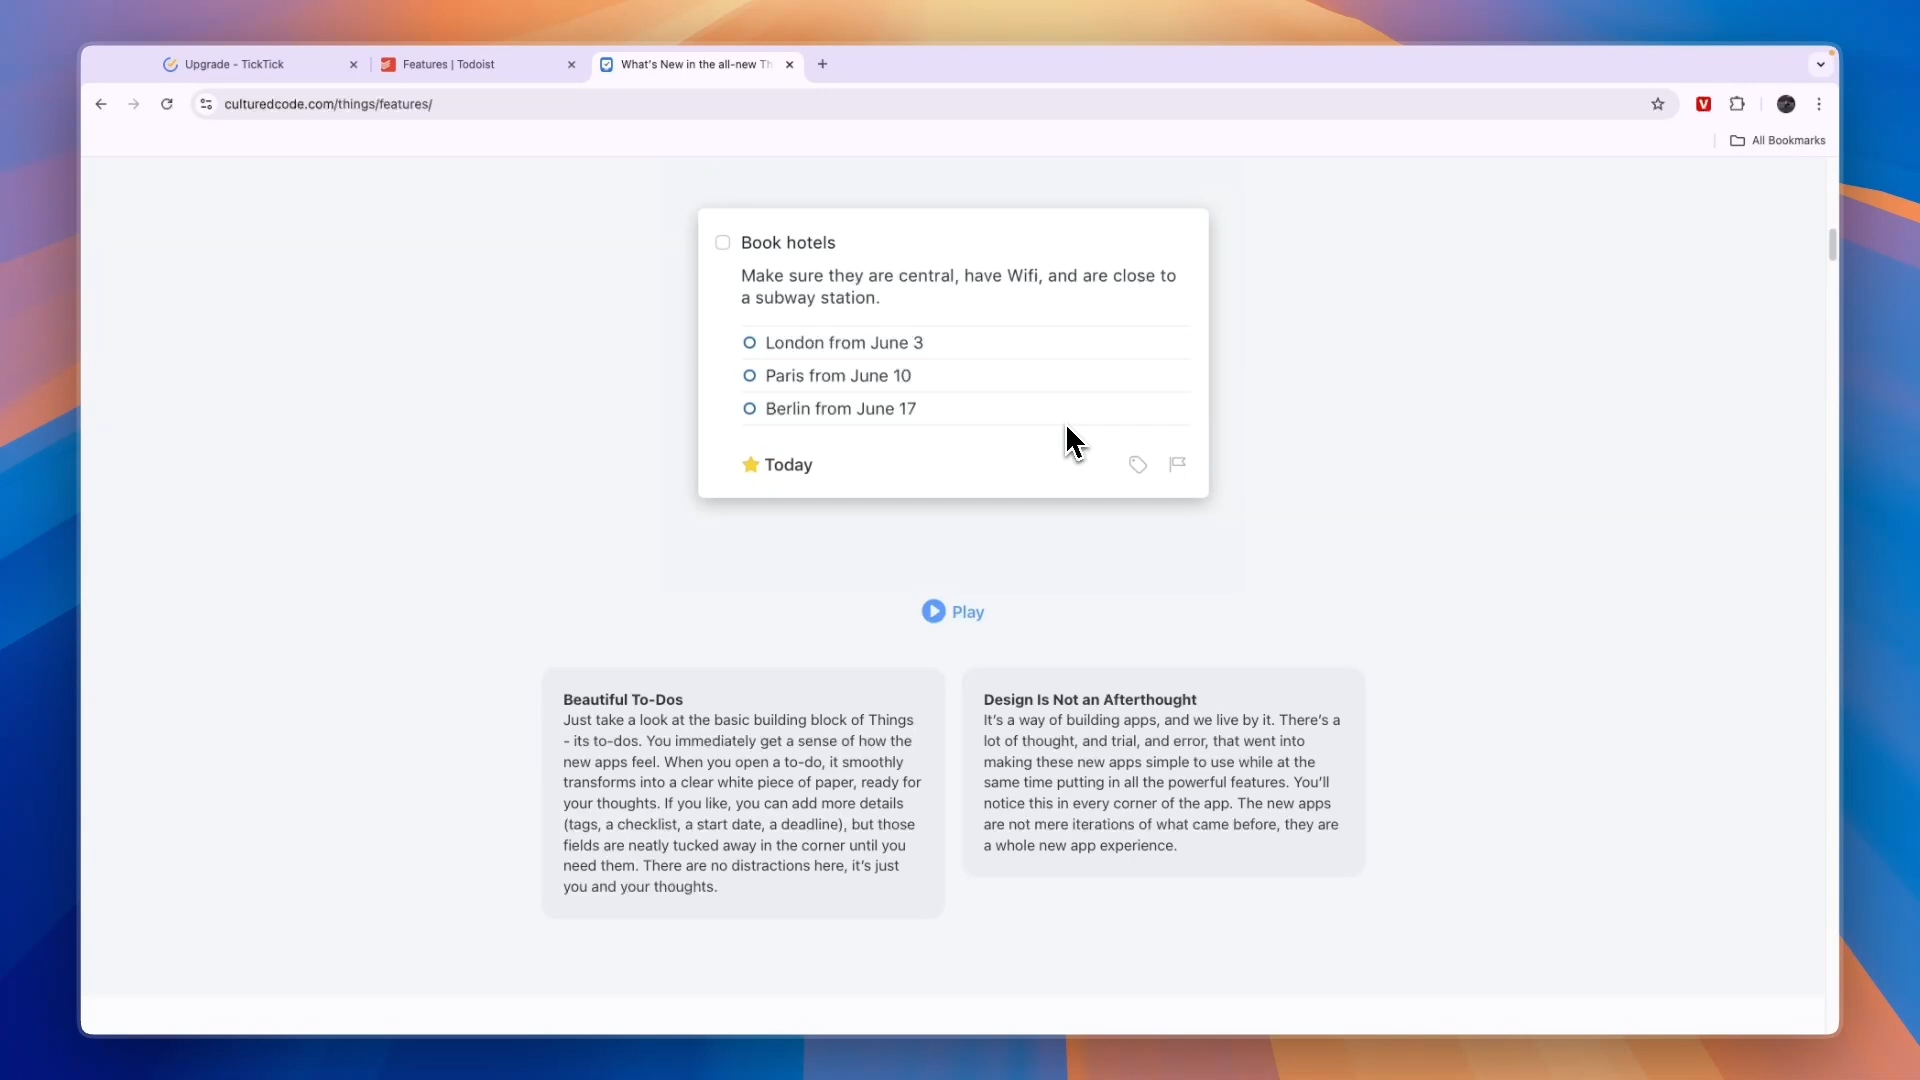 Upgrade - TickTick
Features | Todoist
What's New in the all-new Th
culturedcode.com/things/features/
All Bookmarks
Book hotels
Make sure they are central, have Wifi, and are close to
a subway station.
London from June 3
Paris from June 10
Berlin from June 17
Today
Play
Beautiful To-Dos
Just take a look at the basic building block of Things
- its to-dos. You immediately get a sense of how the
new apps feel. When you open a to-do, it smoothly
transforms into a clear white piece of paper, ready for
your thoughts. If you like, you can add more details
(tags, a checklist, a start date, a deadline), but those
fields are neatly tucked away in the corner until you
need them. There are no distractions here, it's just
you and your thoughts.
Design Is Not an Afterthought
It's a way of building apps, and we live by it. There's a
lot of thought, and trial, and error, that went into
making these new apps simple to use while at the
same time putting in all the powerful features. You'll
notice this in every corner of the app. The new apps
are not mere iterations of what came before, they are
a whole new app experience.